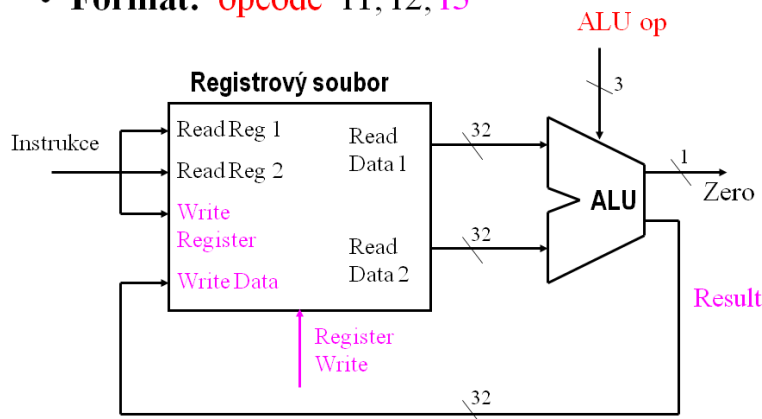 • Format: opcode r1, r2, r3
ALU op
3
Registrový soubor
Instrukce
Read Reg 1
Read Reg 2
Write
Register
Write Data
Read
Data 1
Read
Data 2
32
32
ALU
1
Zero
Result
Register
Write
32